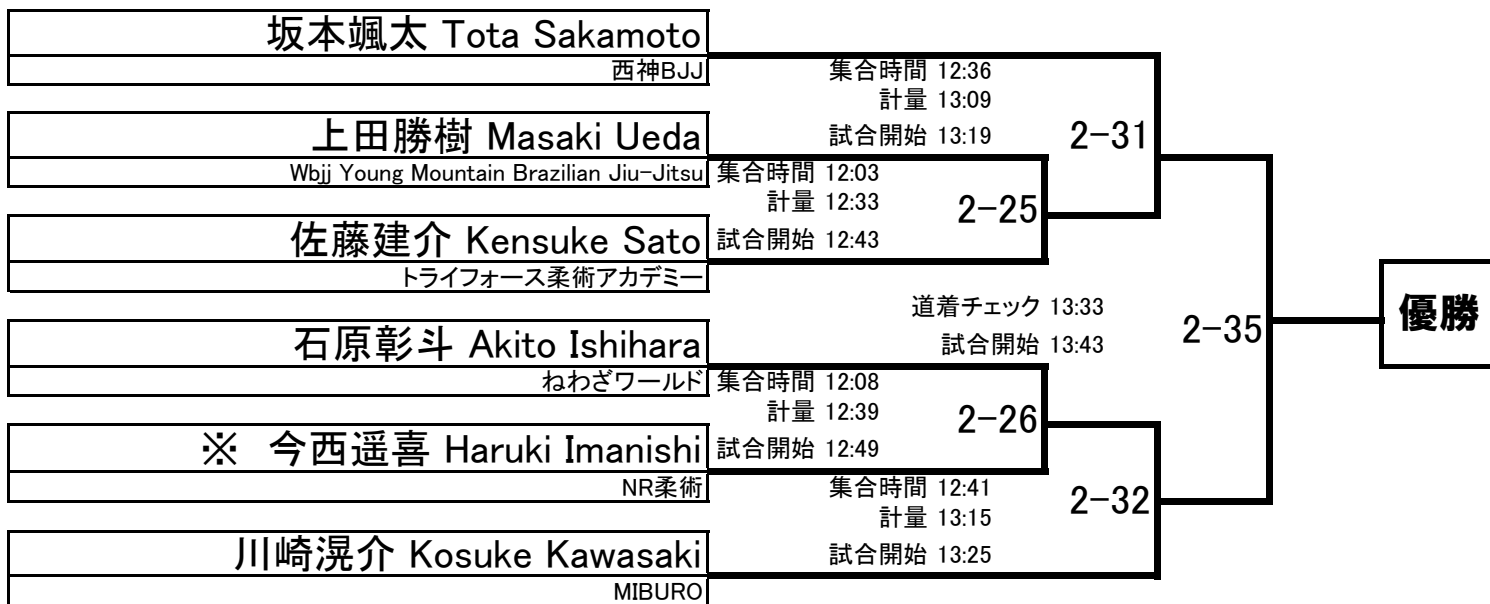 坂本颯太 Tota Sakamoto
西神BJJ
集合時間 12:36
計量 13:09
試合開始 13:19
2-31
上田勝樹 Masaki Ueda
Wbjj Young Mountain Brazilian Jiu-Jitsu
集合時間 12:03
計量 12:33
試合開始 12:43
2-25
佐藤建介 Kensuke Sato
トライフォース柔術アカデミー
道着チェック 13:33
試合開始 13:43
2-35
優勝
石原彰斗 Akito Ishihara
ねわざワールド
集合時間 12:08
計量 12:39
試合開始 12:49
2-26
※ 今西遥喜 Haruki Imanishi
NR柔術
集合時間 12:41
計量 13:15
試合開始 13:25
2-32
川崎滉介 Kosuke Kawasaki
MIBURO